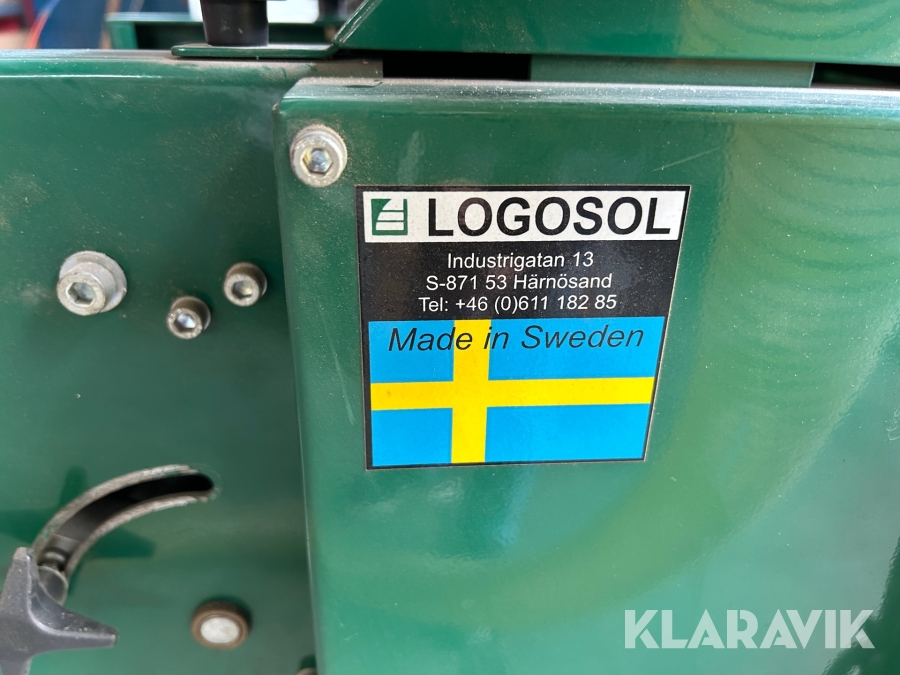 LOGOSOL
Industrigatan 13
S-871 53 Härnösand
Tel: +46 (0)611 182 85
Made in Sweden
KLARAVIK